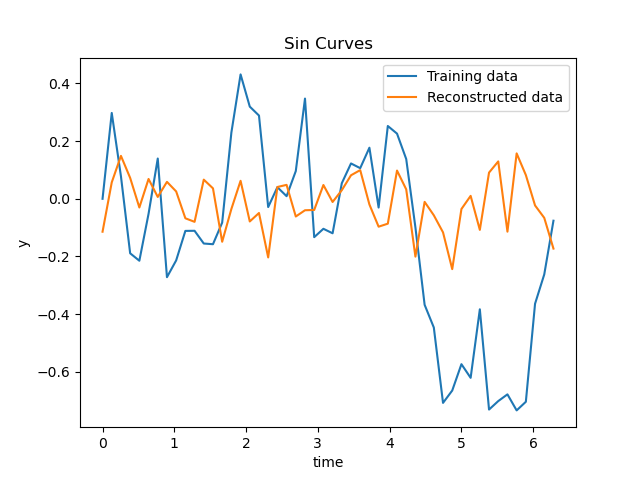 Sin Curves
Training data
Reconstructed data
0.4
0.2
0.0
−0.2
−0.4
−0.6
y
0 1 2 3 4 5 6
time